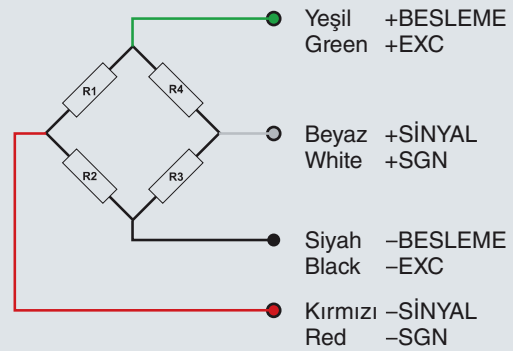 Yeşil +BESLEME
Green +EXC
R1
R4
Beyaz +SİNYAL
White +SGN
R2
R3
Siyah –BESLEME
Black –EXC
Kırmızı –SİNYAL
Red –SGN